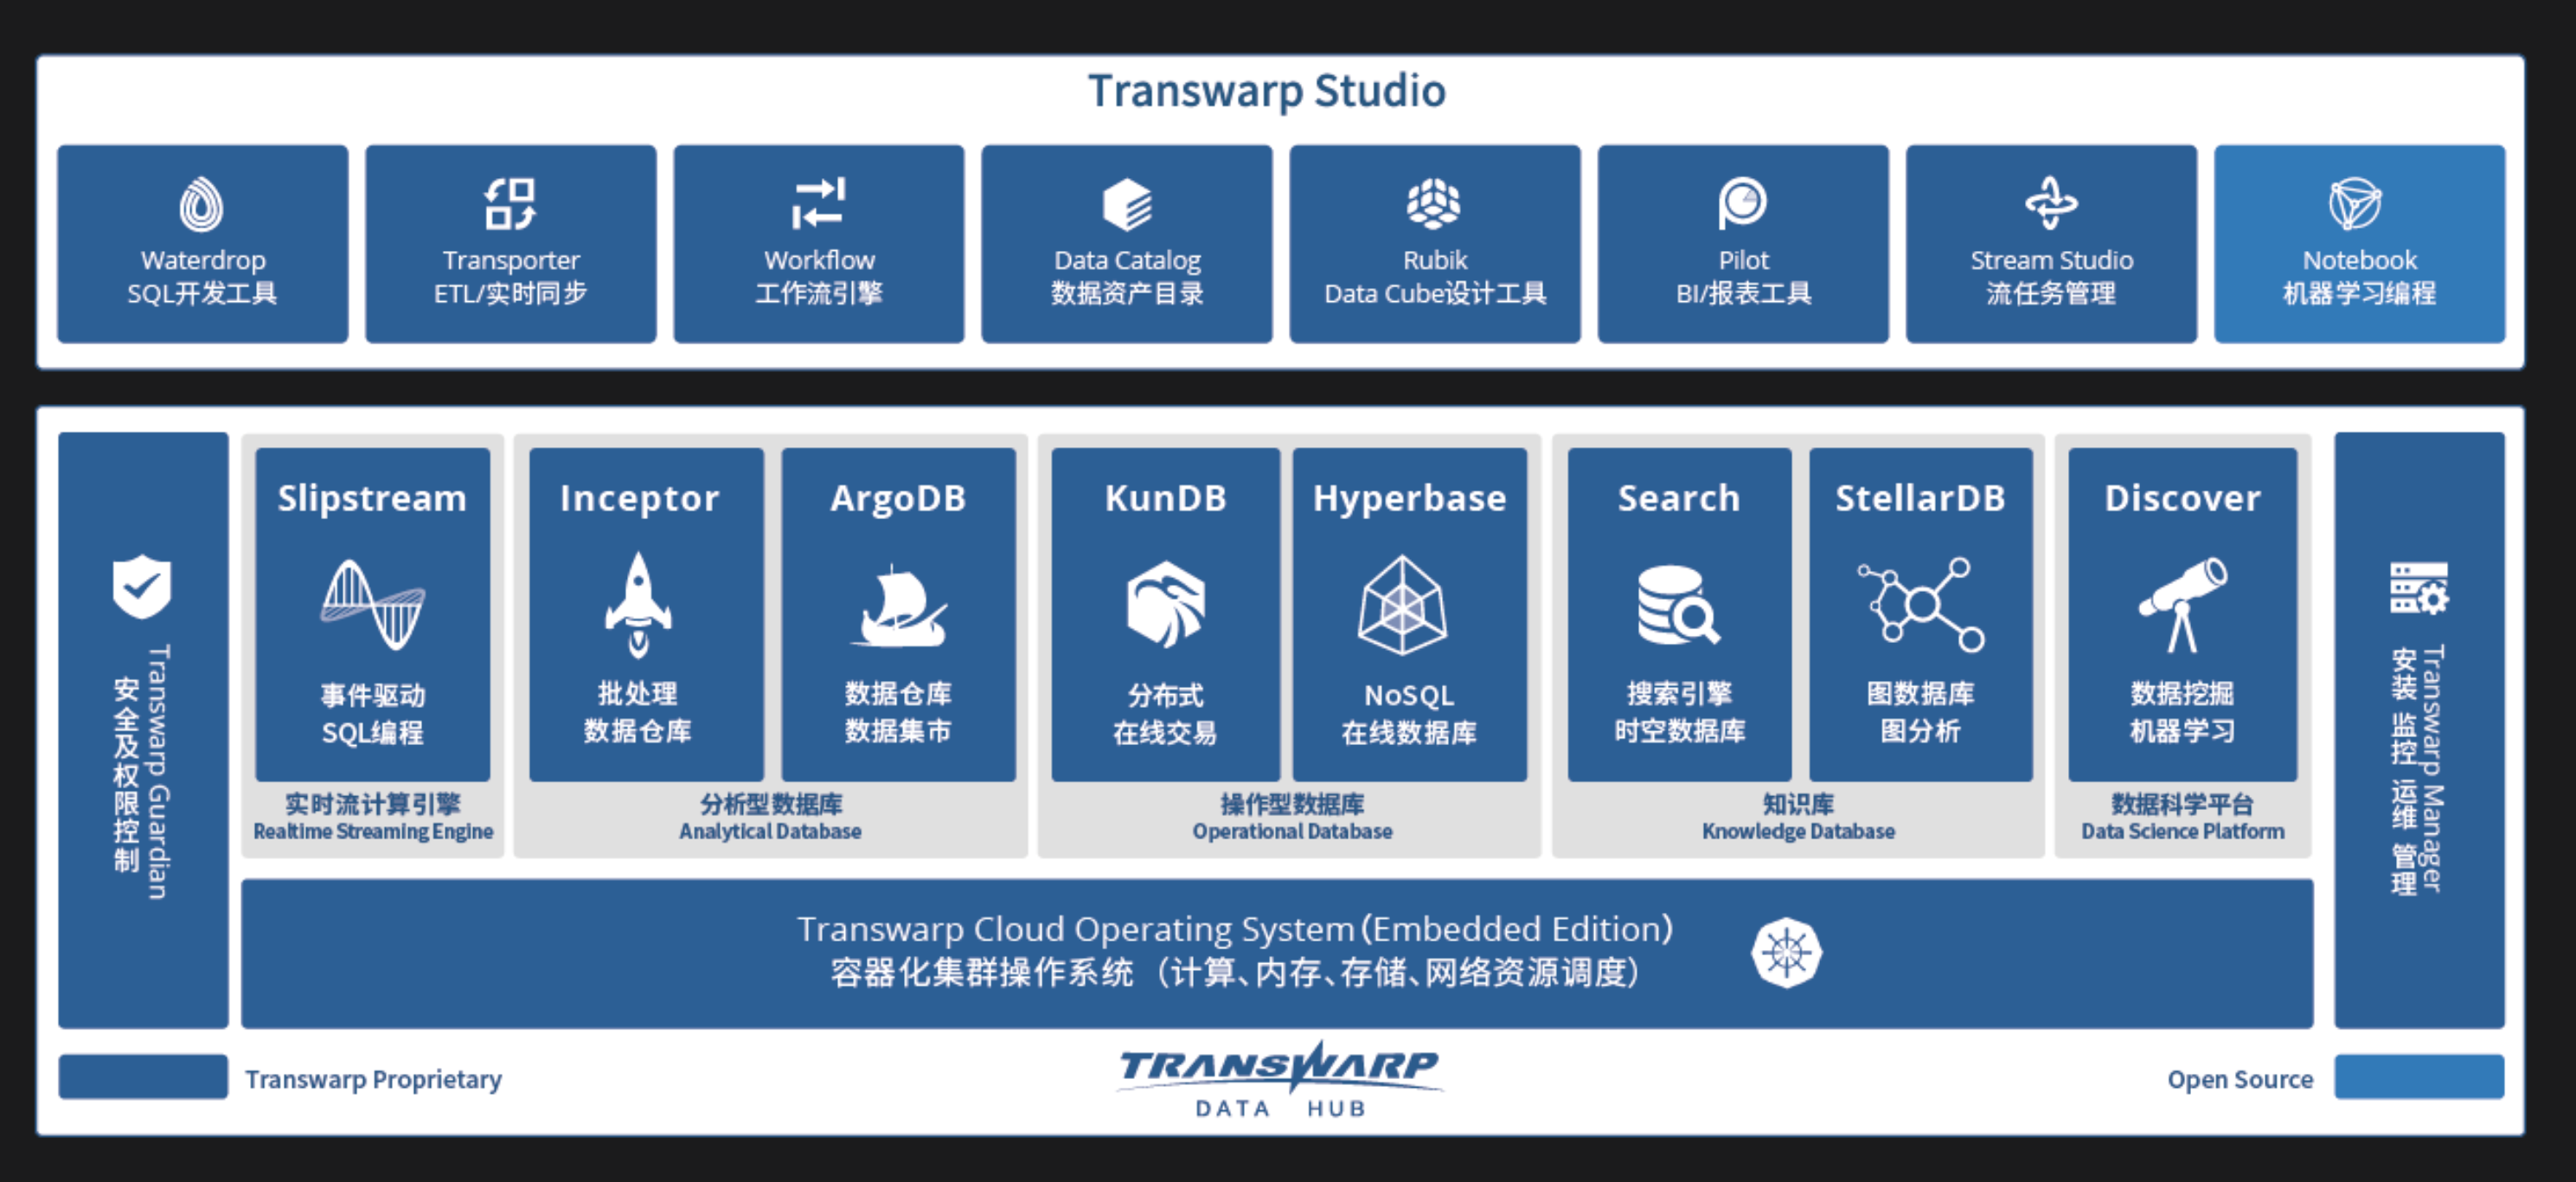 Transwarp Studio
Waterdrop
SQL开发工具
Transporter
ETL/实时同步
Workflow
工作流引擎
Data Catalog
数据资产目录
Rubik
Data Cube设计工具
Pilot
BI/报表工具
Stream Studio
流任务管理
Notebook
机器学习编程
Transwarp Guardian
安全及权限控制
Slipstream
事件驱动
SQL编程
实时流计算引擎
Realtime Streaming Engine
Inceptor
批处理
数据仓库
ArgoDB
数据仓库
数据集市
分析型数据库
Analytical Database
KunDB
分布式
在线交易
Hyperbase
NoSQL
在线数据库
操作型数据库
Operational Database
Search
搜索引擎
时空数据库
StellarDB
图数据库
图分析
知识库
Knowledge Database
Discover
数据挖掘
机器学习
数据科学平台
Data Science Platform
Transwarp Manager
安装 监控 运维 管理
Transwarp Cloud Operating System(Embedded Edition)
容器化集群操作系统（计算、内存、存储、网络资源调度）
Transwarp Proprietary
TRANSWARP
DATA HUB
Open Source